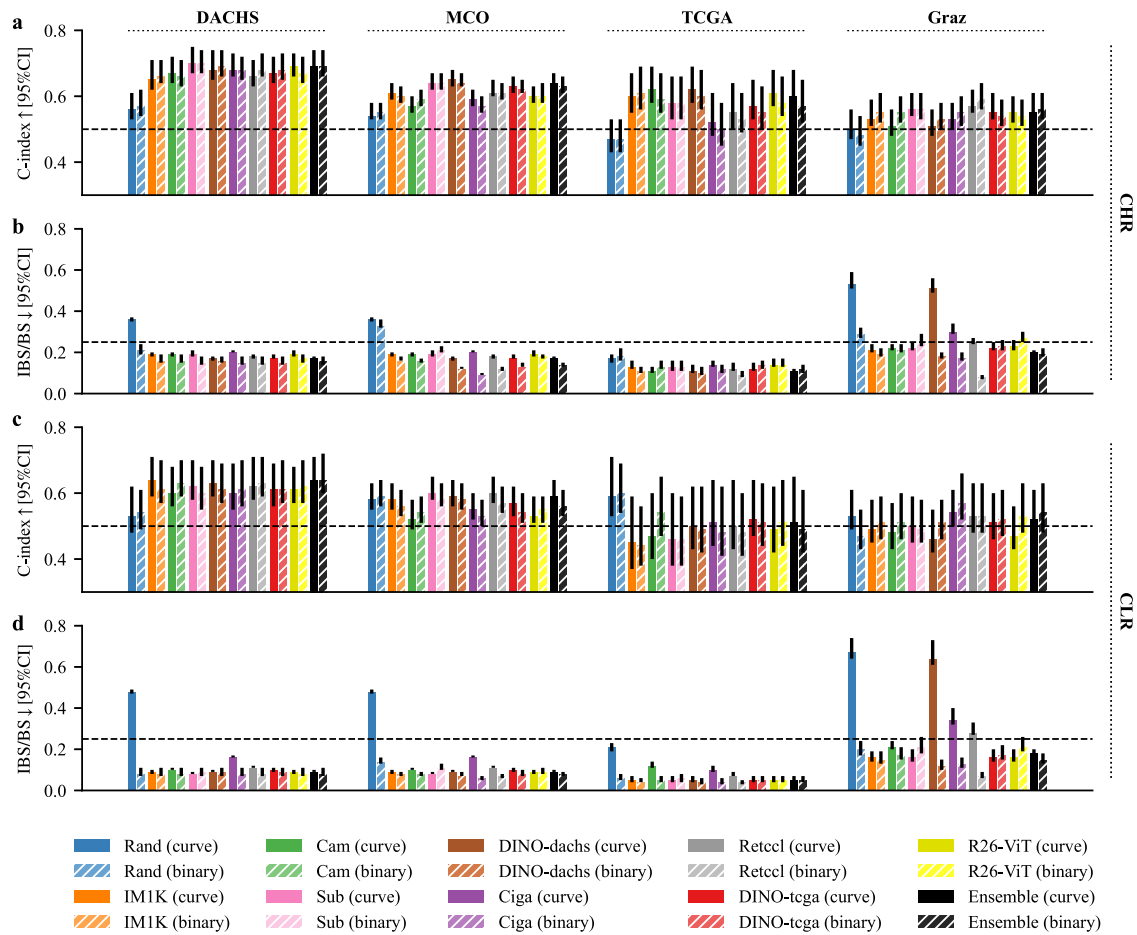 a
DACHS
MCO
TCGA
Graz
0.8
0.6
0.4
C-index ↑ [95%CI]
CHR
b
0.8
0.6
0.4
0.2
0.0
IBS/BS ↓ [95%CI]
c
0.8
0.6
0.4
C-index ↑ [95%CI]
CLR
d
0.8
0.6
0.4
0.2
0.0
IBS/BS ↓ [95%CI]
Rand (curve)
Rand (binary)
IM1K (curve)
IM1K (binary)
Cam (curve)
Cam (binary)
Sub (curve)
Sub (binary)
DINO-dachs (curve)
DINO-dachs (binary)
Ciga (curve)
Ciga (binary)
Retccl (curve)
Retccl (binary)
DINO-tcga (curve)
DINO-tcga (binary)
R26-ViT (curve)
R26-ViT (binary)
Ensemble (curve)
Ensemble (binary)